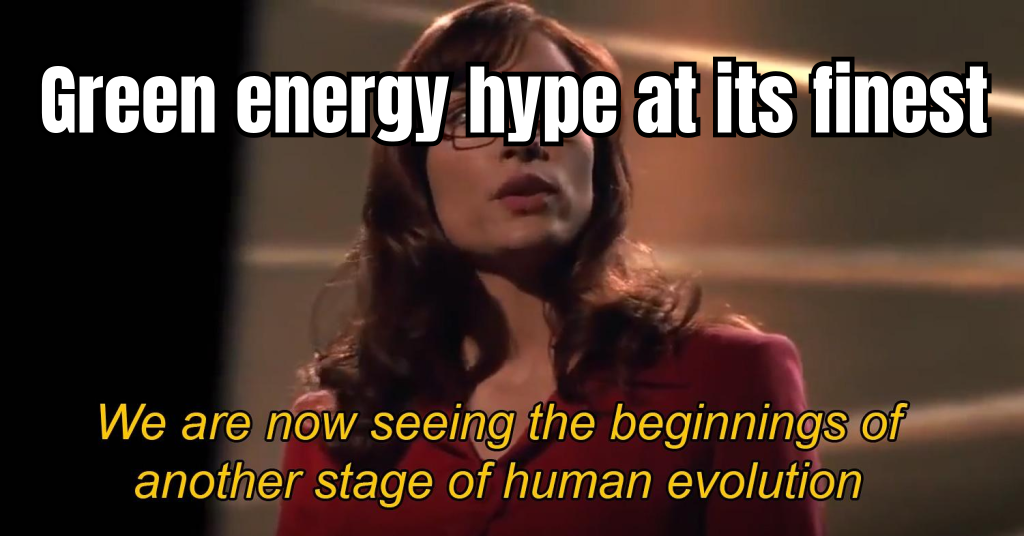 Green energy hype at its finest
We are now seeing the beginnings of
another stage of human evolution